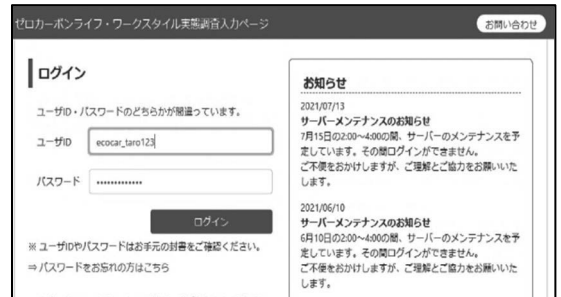 ゼロカーボンライフ・ワークスタイル実態調査入力ページ
お問い合わせ
ログイン
ユーザID・パスワードのどちらかが間違っています。
ユーザID
ecocar_taro123
パスワード
•••••••••••••
ログイン
※ ユーザIDやパスワードはお手元の封書をご確認ください。
⇒パスワードをお忘れの方はこちら
お知らせ
2021/07/13
サーバーメンテナンスのお知らせ
7月15日の2:00~4:00の間、サーバーのメンテナンスを予
定しています。その間ログインができません。
ご不便をおかけしますが、ご理解とご協力をお願いいた
します。
2021/06/10
サーバーメンテナンスのお知らせ
6月10日の2:00~4:00の間、サーバーのメンテナンスを予
定しています。その間ログインができません。
ご不便をおかけしますが、ご理解とご協力をお願いいた
します。